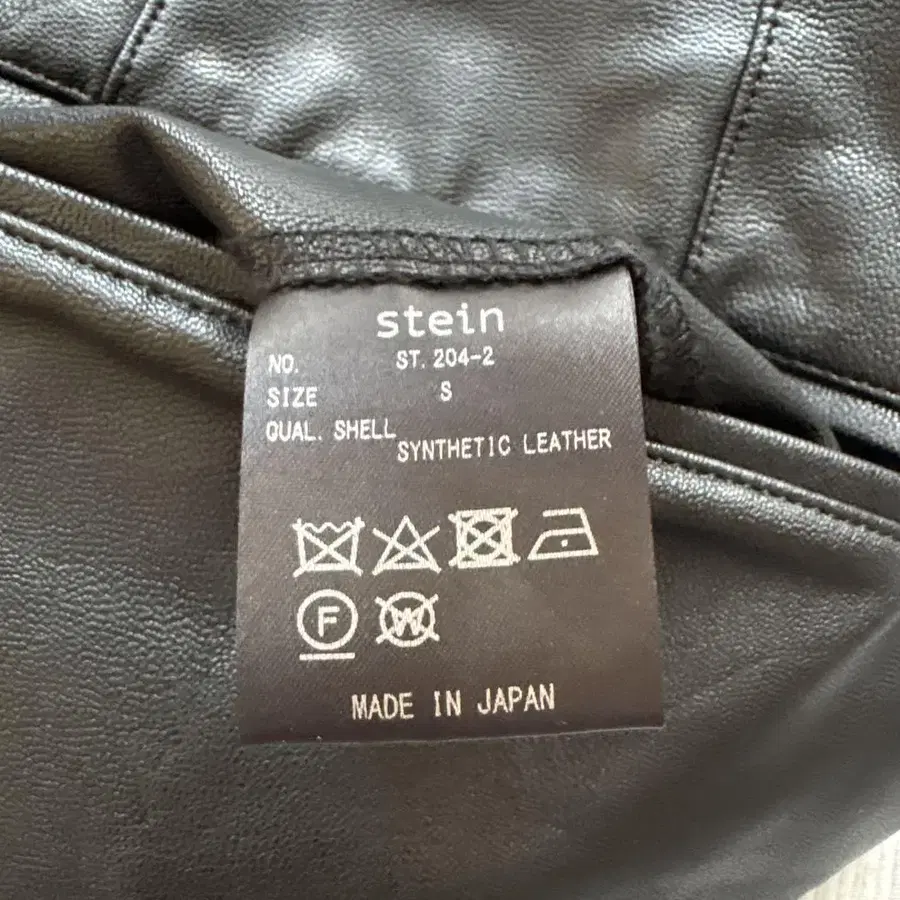 stein
NO. ST. 204-2
SIZE S
QUAL. SHELL
SYNTHETIC LEATHER
F
W
MADE IN JAPAN